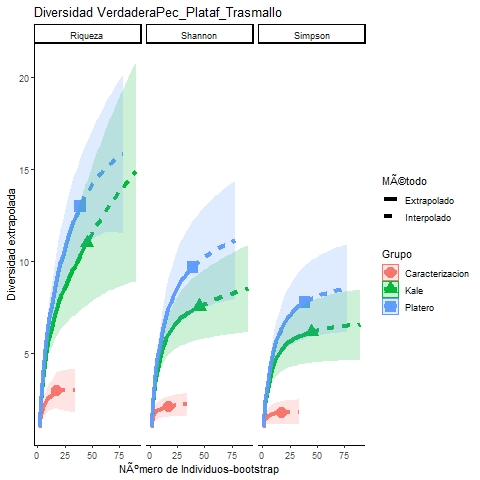 Diversidad VerdaderaPec_Plataf_Trasmallo
Riqueza
Shannon
Simpson
20
15
10
5
Diversidad extrapolada
0 25 50 75
0 25 50 75
0 25 50 75
NÃºmero de Individuos-bootstrap
MÃ©todo
Extrapolado
Interpolado
Grupo
Caracterizacion
Kale
Platero